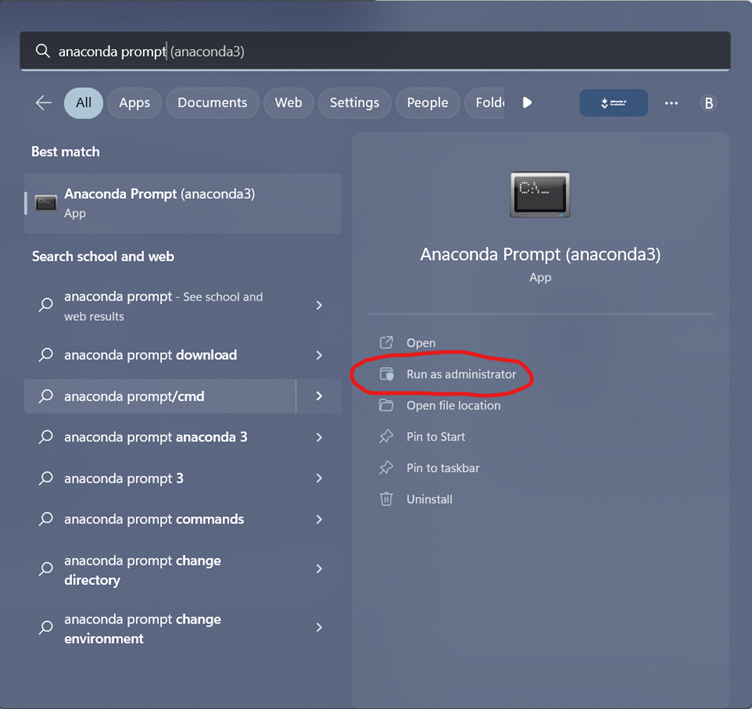 anaconda prompt (anaconda3)
All Apps Documents Web Settings People Folde B
Best match
Anaconda Prompt (anaconda3)
App
Search school and web
anaconda prompt - See school and
web results
anaconda prompt download
anaconda prompt/cmd
anaconda prompt anaconda 3
anaconda prompt 3
anaconda prompt commands
anaconda prompt change
directory
anaconda prompt change
environment
C:\_
Anaconda Prompt (anaconda3)
App
Open
Run as administrator
Open file location
Pin to Start
Pin to taskbar
Uninstall